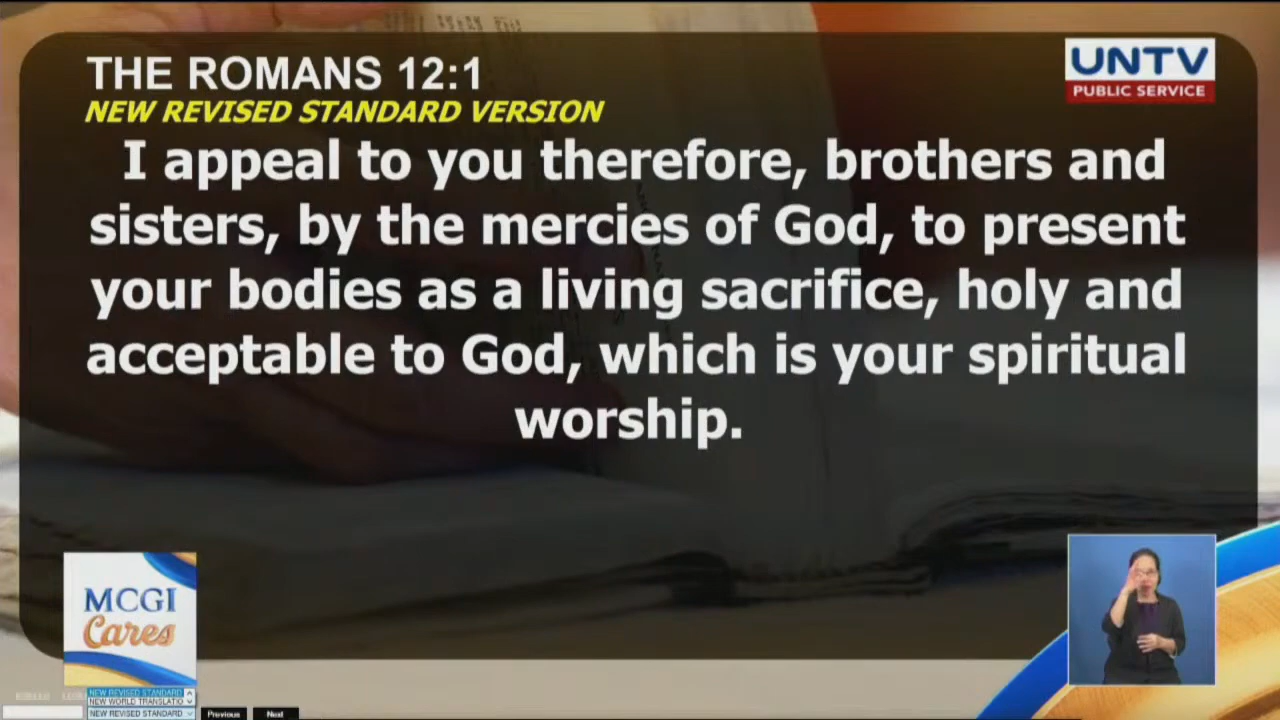 THE ROMANS 12:1
UNTV
PUBLIC SERVICE
NEW REVISED STANDARD VERSION
I appeal to you therefore, brothers and
sisters, by the mercies of God, to present
your bodies as a living sacrifice, holy and
acceptable to God, which is your spiritual
worship.
MCGI
Cares
NEW REVISED STANDARD
NEW WORLD TRANSLATIO
NEW REVISED STANDARD
Previous Next